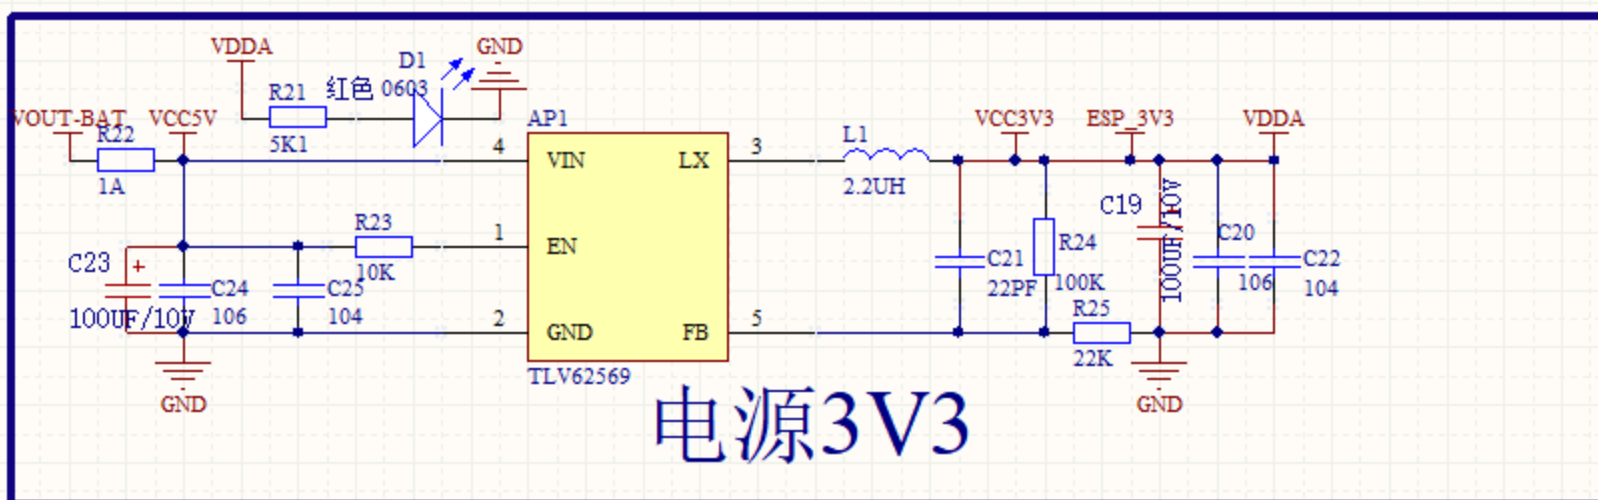 VDDA
D1
GND
R21
红色 0603
5K1
VOUT-BAT
VCC5V
R22
1A
AP1
4
VIN
LX
3
L1
2.2UH
VCC3V3
ESP_3V3
VDDA
R23
10K
1
EN
C23
+
100UF/10V
C24
106
C25
104
2
GND
FB
5
TLV62569
GND
C21
22PF
R24
100K
R25
22K
C19
+
100UF/10V
C20
106
C22
104
GND
电源3V3